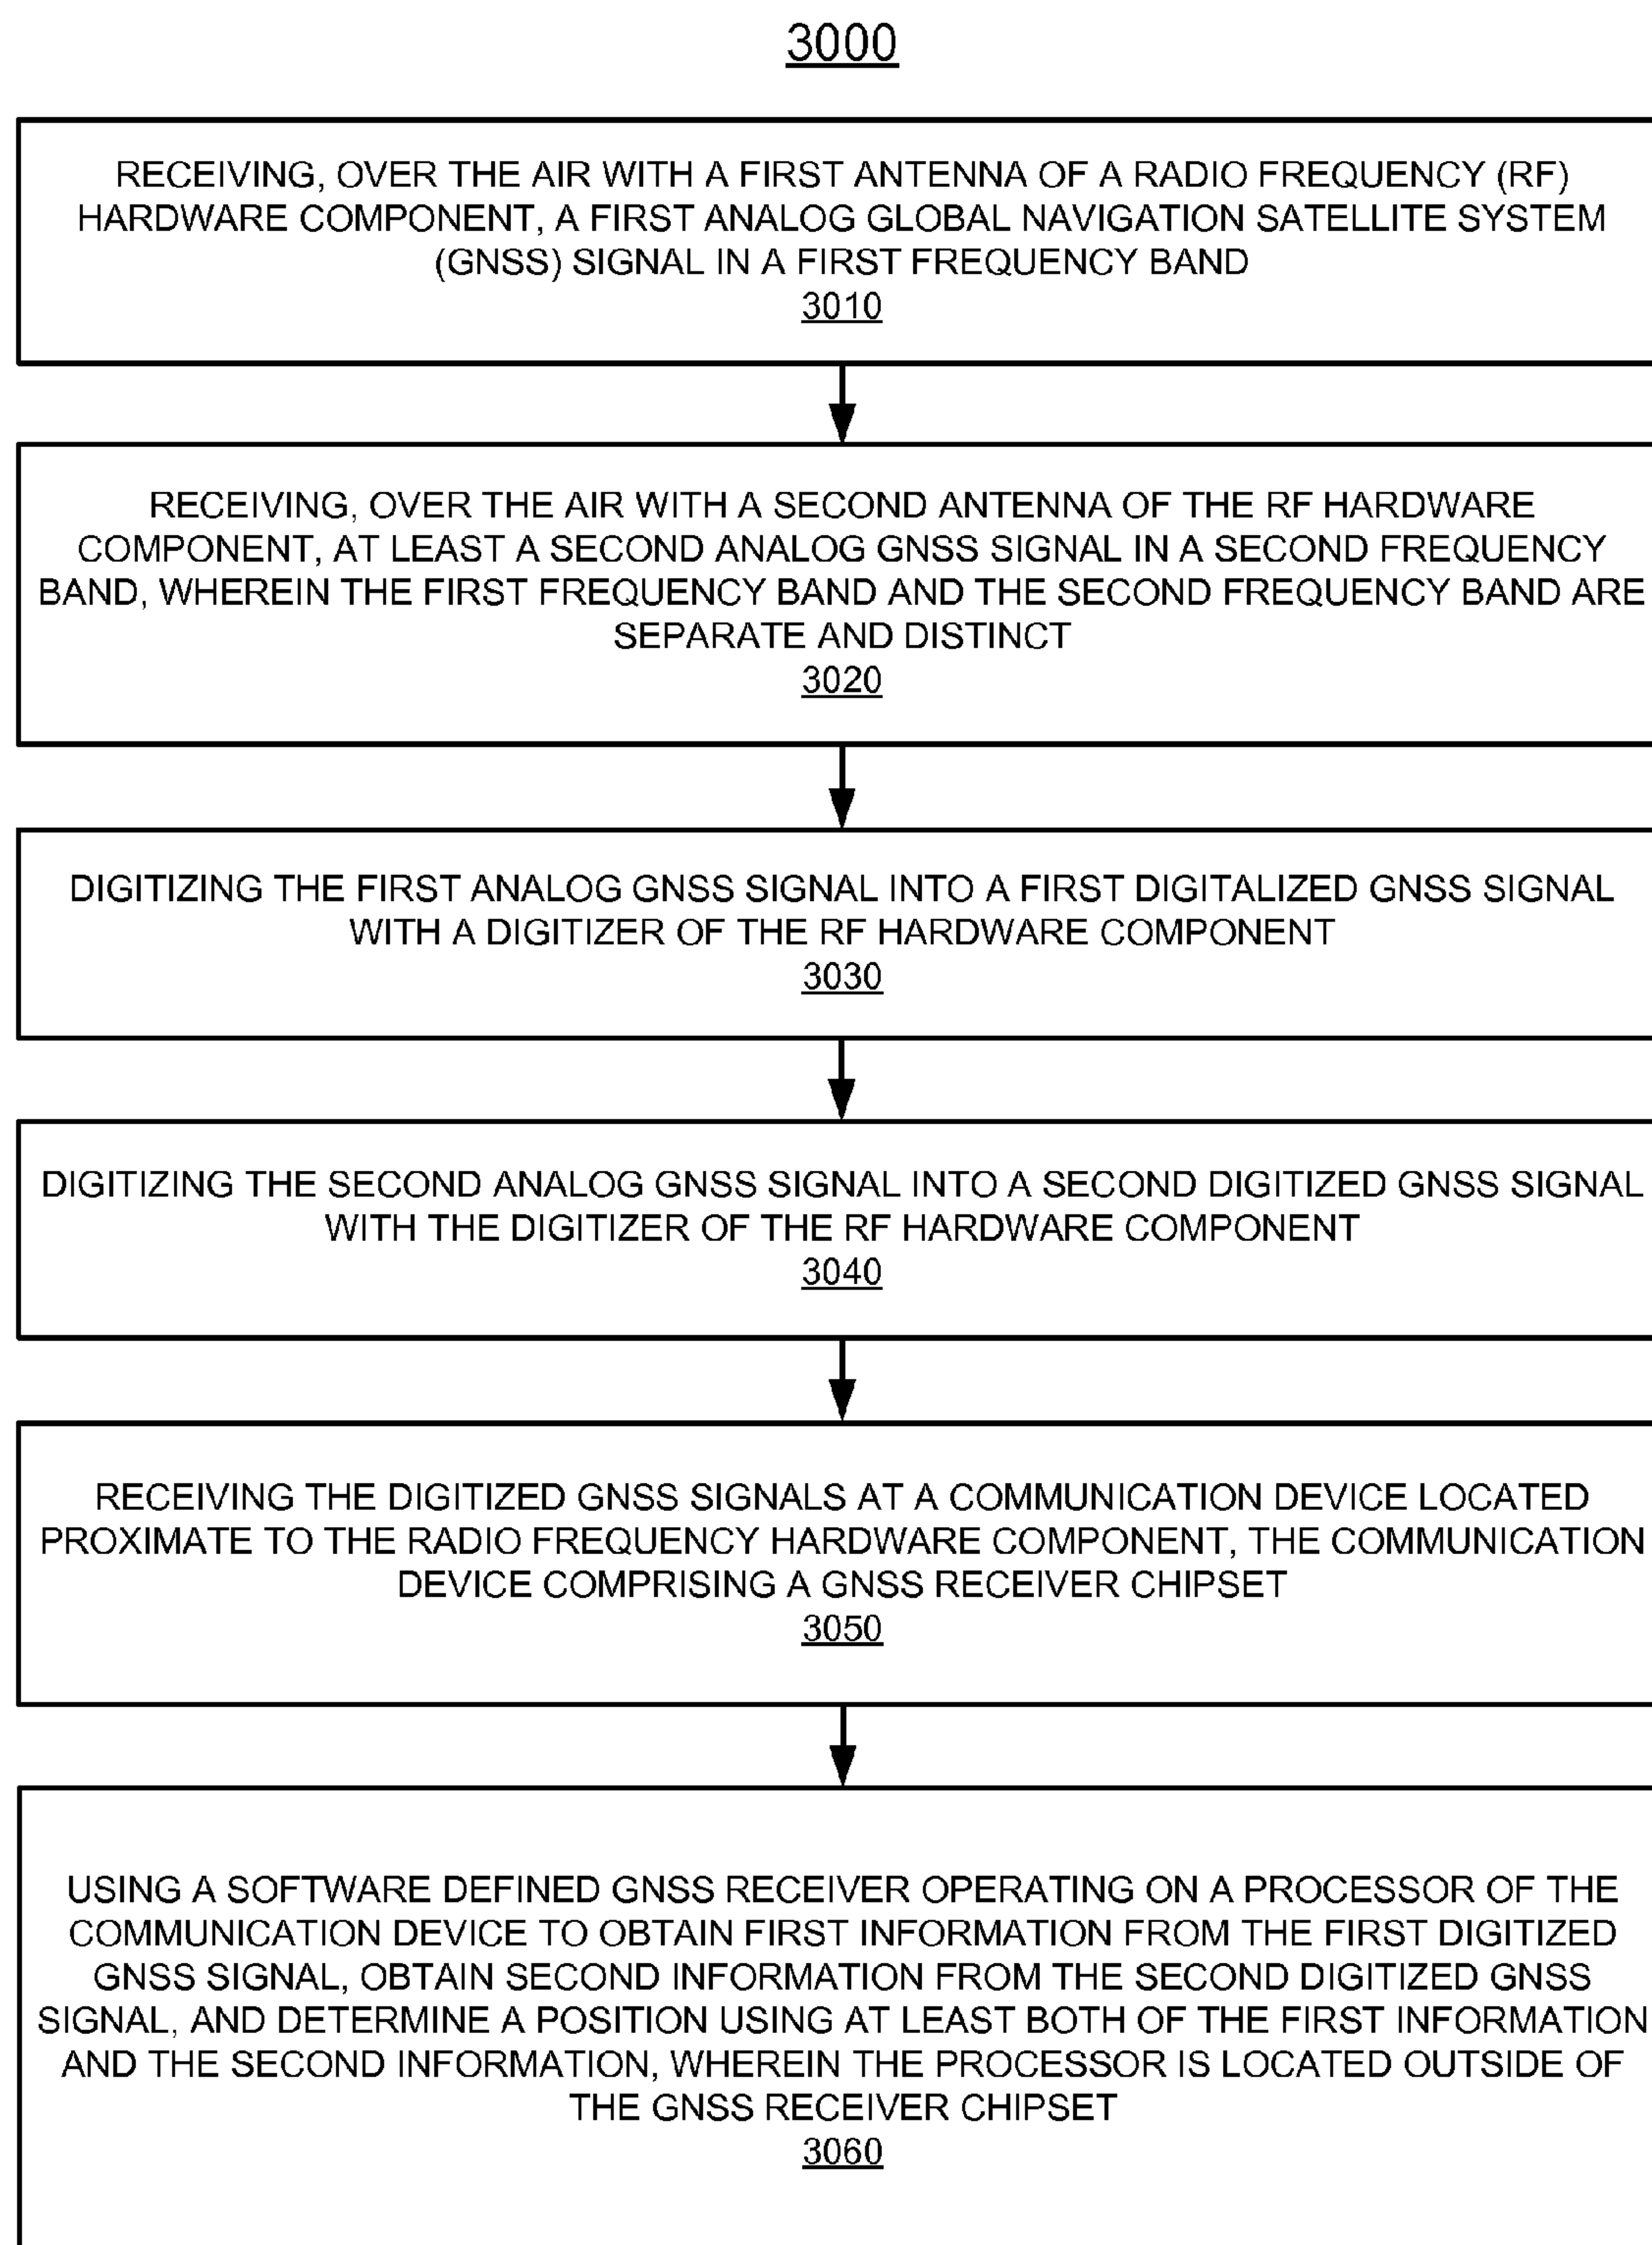 3000
RECEIVING, OVER THE AIR WITH A FIRST ANTENNA OF A RADIO FREQUENCY (RF)
HARDWARE COMPONENT, A FIRST ANALOG GLOBAL NAVIGATION SATELLITE SYSTEM
(GNSS) SIGNAL IN A FIRST FREQUENCY BAND
3010
RECEIVING, OVER THE AIR WITH A SECOND ANTENNA OF THE RF HARDWARE
COMPONENT, AT LEAST A SECOND ANALOG GNSS SIGNAL IN A SECOND FREQUENCY
BAND, WHEREIN THE FIRST FREQUENCY BAND AND THE SECOND FREQUENCY BAND ARE
SEPARATE AND DISTINCT
3020
DIGITIZING THE FIRST ANALOG GNSS SIGNAL INTO A FIRST DIGITALIZED GNSS SIGNAL
WITH A DIGITIZER OF THE RF HARDWARE COMPONENT
3030
DIGITIZING THE SECOND ANALOG GNSS SIGNAL INTO A SECOND DIGITIZED GNSS SIGNAL
WITH THE DIGITIZER OF THE RF HARDWARE COMPONENT
3040
RECEIVING THE DIGITIZED GNSS SIGNALS AT A COMMUNICATION DEVICE LOCATED
PROXIMATE TO THE RADIO FREQUENCY HARDWARE COMPONENT, THE COMMUNICATION
DEVICE COMPRISING A GNSS RECEIVER CHIPSET
3050
USING A SOFTWARE DEFINED GNSS RECEIVER OPERATING ON A PROCESSOR OF THE
COMMUNICATION DEVICE TO OBTAIN FIRST INFORMATION FROM THE FIRST DIGITIZED
GNSS SIGNAL, OBTAIN SECOND INFORMATION FROM THE SECOND DIGITIZED GNSS
SIGNAL, AND DETERMINE A POSITION USING AT LEAST BOTH OF THE FIRST INFORMATION
AND THE SECOND INFORMATION, WHEREIN THE PROCESSOR IS LOCATED OUTSIDE OF
THE GNSS RECEIVER CHIPSET
3060